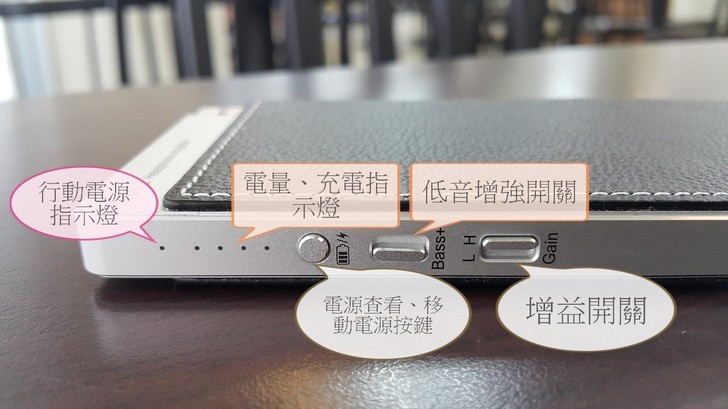 行動電源
指示燈
電量、充電指
示燈
低音增強開關
Bass+
L H
Gain
電源查看、移
動電源按鍵
增益開關